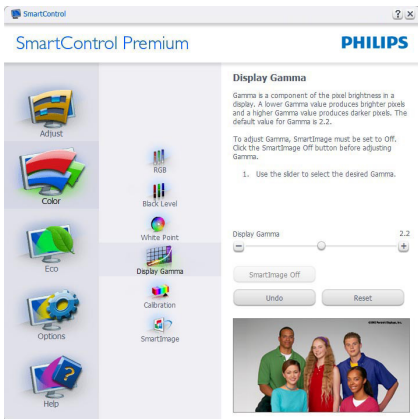 SmartControl
SmartControl Premium
PHILIPS
Adjust
Color
Eco
Options
Help
RGB
Black Level
White Point
Display Gamma
Calibration
SmartImage
Display Gamma
Gamma is a component of the pixel brightness in a
display. A lower Gamma value produces brighter pixels
and a higher Gamma value produces darker pixels. The
default value for Gamma is 2.2.
To adjust Gamma, SmartImage must be set to Off.
Click the SmartImage Off button before adjusting
Gamma.
1. Use the slider to select the desired Gamma.
Display Gamma 2.2
SmartImage Off
Undo Reset